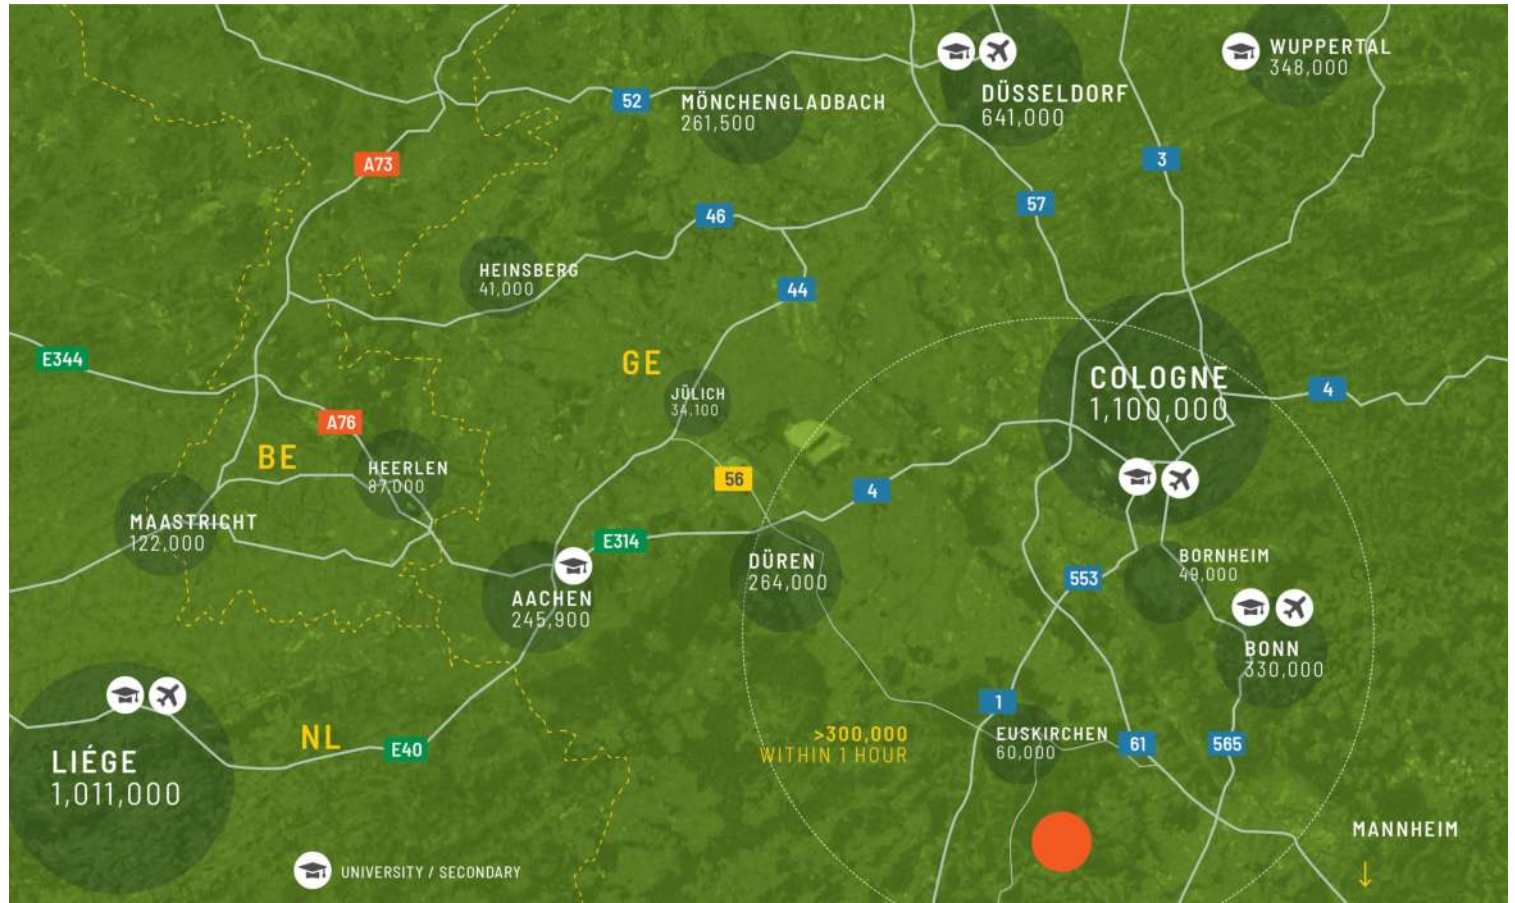 WUPPERTAL
348,000
DÜSSELDORF
641,000
52
MÖNCHENGLADBACH
261,500
A73
3
57
46
HEINSBERG
41,000
44
E344
GE
COLOGNE
1,100,000
4
JÜLICH
34,100
A76
BE
HEERLEN
87,000
56
4
MAASTRICHT
122,000
E314
DÜREN
264,000
BORNHEIM
49,000
553
AACHEN
245,900
BONN
330,000
1
>300,000
WITHIN 1 HOUR
EUSKIRCHEN
60,000
61
565
NL
E40
LIÉGE
1,011,000
MANNHEIM
↓
UNIVERSITY / SECONDARY